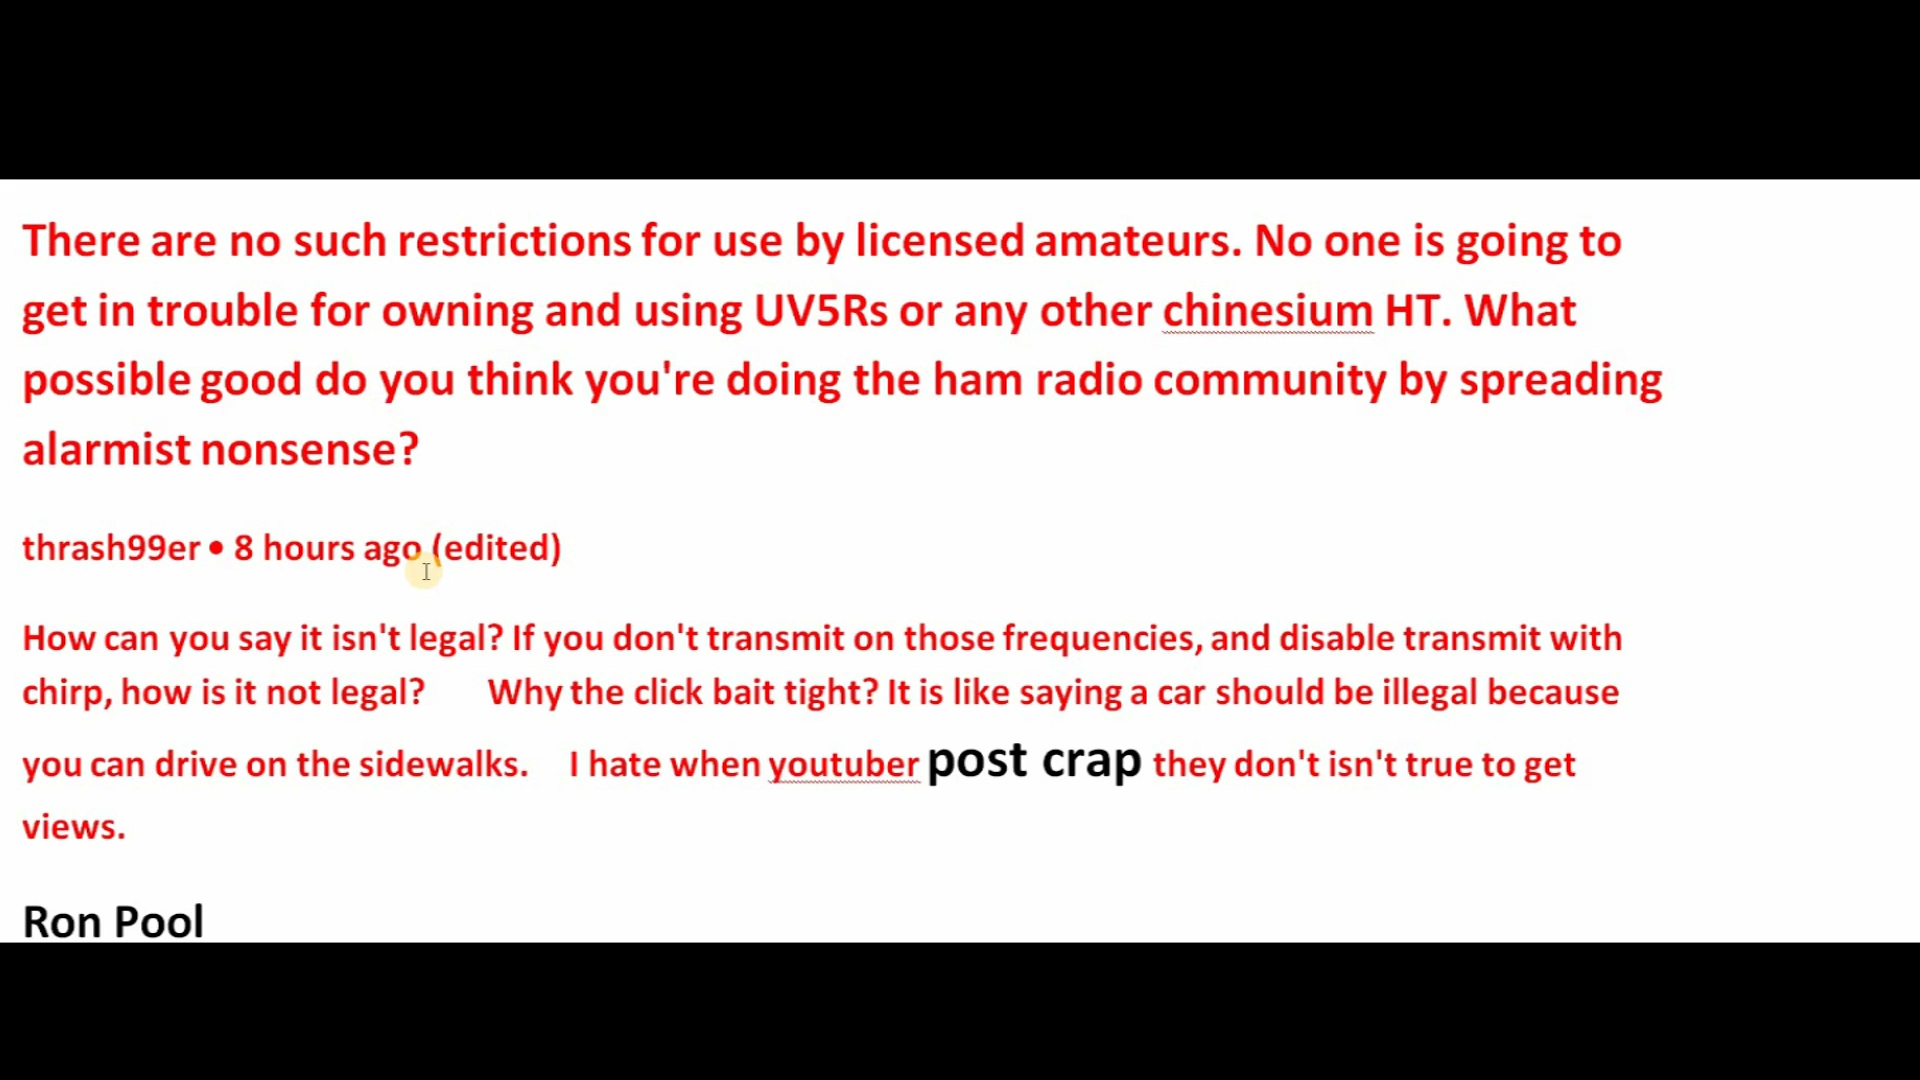 There are no such restrictions for use by licensed amateurs. No one is going to
get in trouble for owning and using UV5Rs or any other chinesium HT. What
possible good do you think you're doing the ham radio community by spreading
alarmist nonsense?
thrash99er • 8 hours ago (edited)
How can you say it isn't legal? If you don't transmit on those frequencies, and disable transmit with
chirp, how is it not legal? Why the click bait tight? It is like saying a car should be illegal because
you can drive on the sidewalks. I hate when youtuber post crap they don't isn't true to get
views.
Ron Pool